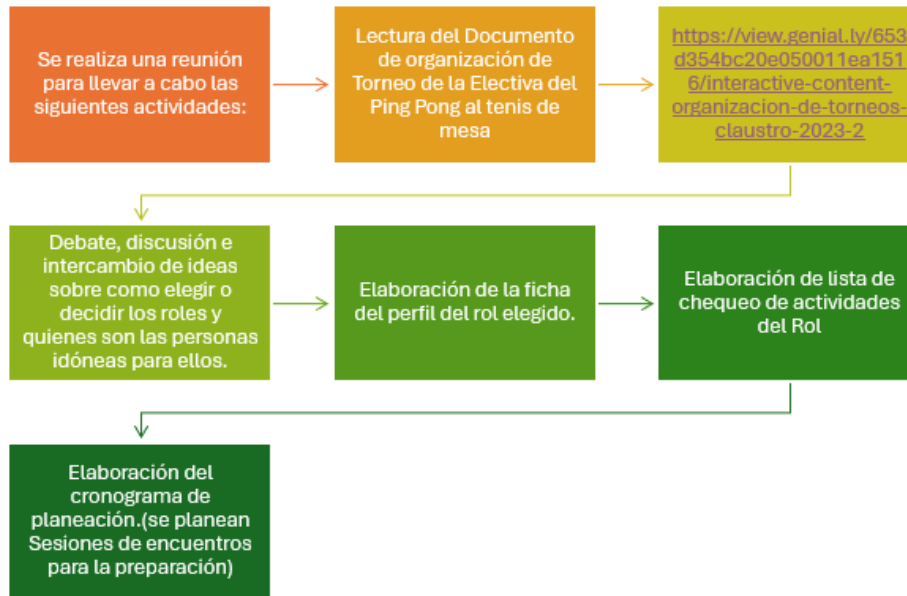 Se realiza una reunión
para llevar a cabo las
siguientes actividades:
Lectura del Documento
de organización de
Torneo de la Electiva del
Ping Pong al tenis de
mesa
https://view.genial.ly/653
d354bc20e050011ea151
6/interactive-content-
organizacion-de-torneos-
claustro-2023-2
Debate, discusión e
intercambio de ideas
sobre como elegir o
decidir los roles y
quienes son las personas
idóneas para ellos.
Elaboración de la ficha
del perfil del rol elegido.
Elaboración de lista de
chequeo de actividades
del Rol
Elaboración del
cronograma de
planeación.(se planean
Sesiones de encuentros
para la preparación)